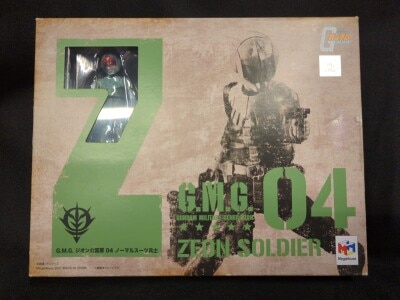 Z
G.M.G. 04
GUNDAM MILITARY GENERATION
ZEON SOLDIER
G.M.G. ジオン公国軍 04 ノーマルスーツ兵士
MegaHouse